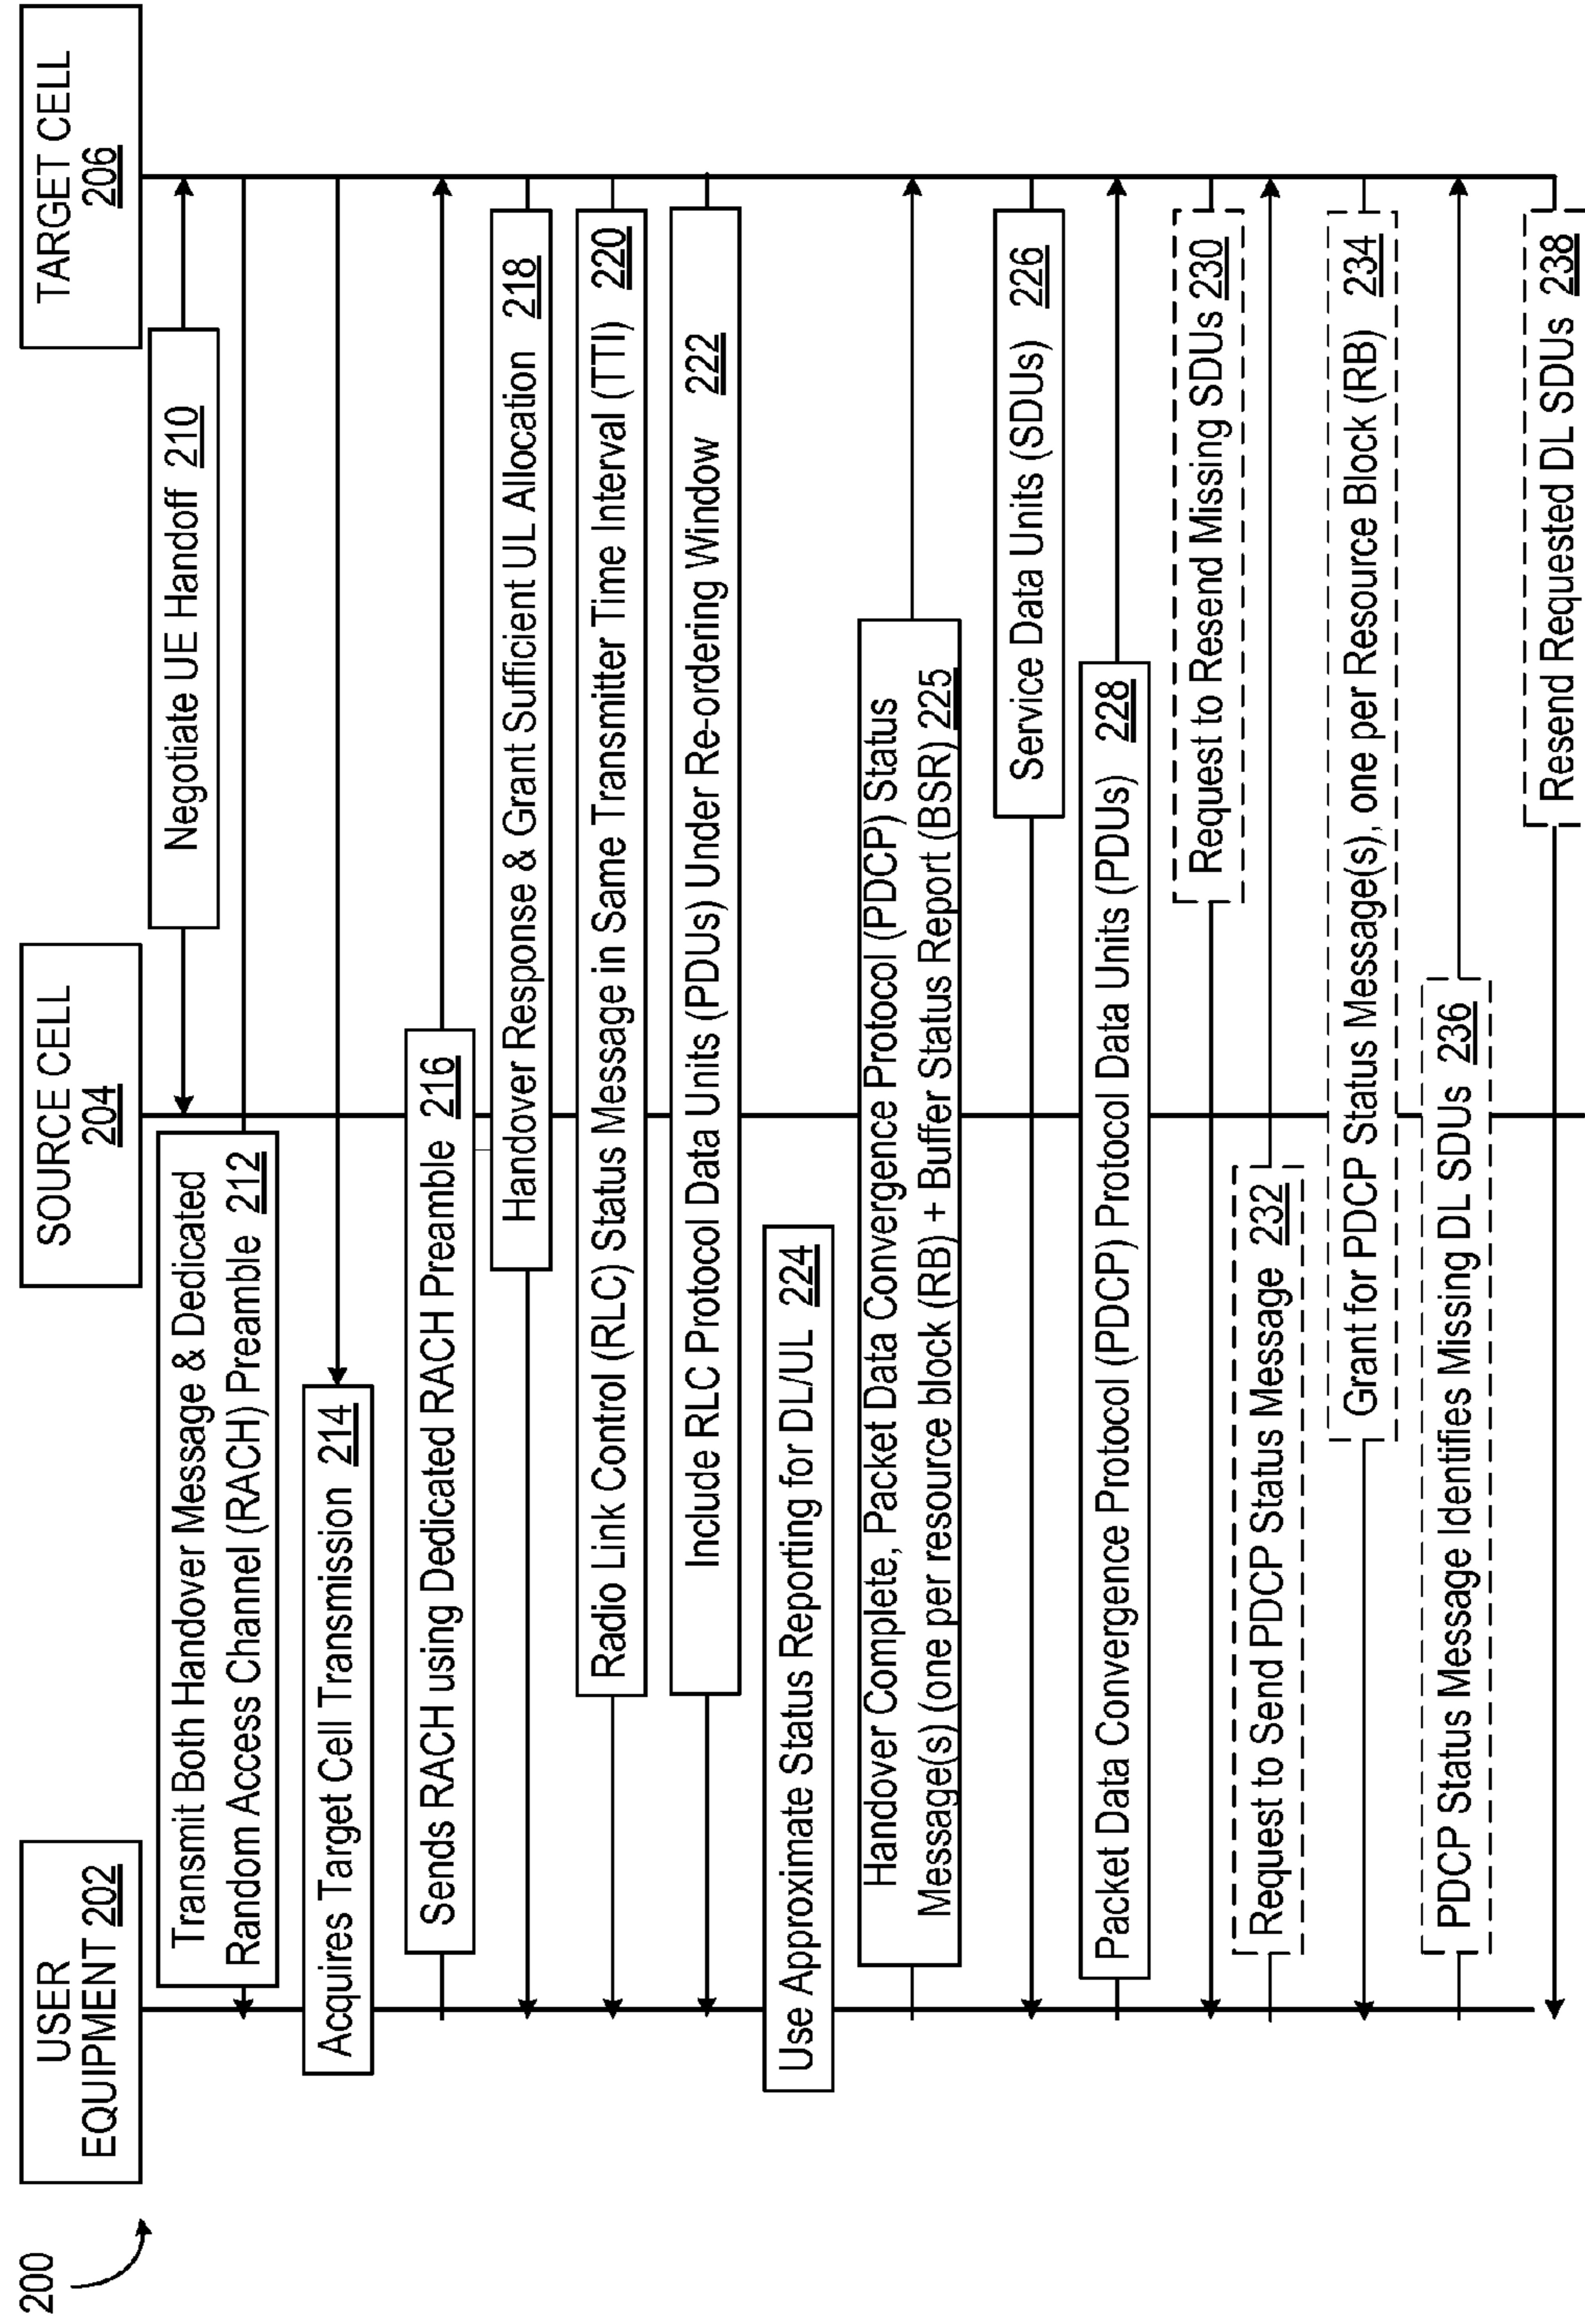 200
USER
EQUIPMENT 202
SOURCE CELL
204
TARGET CELL
206
Negotiate UE Handoff 210
Transmit Both Handover Message & Dedicated
Random Access Channel (RACH) Preamble 212
Acquires Target Cell Transmission 214
Sends RACH using Dedicated RACH Preamble 216
Handover Response & Grant Sufficient UL Allocation 218
Radio Link Control (RLC) Status Message in Same Transmitter Time Interval (TTI) 220
Include RLC Protocol Data Units (PDUs) Under Re-ordering Window 222
Use Approximate Status Reporting for DL/UL 224
Handover Complete, Packet Data Convergence Protocol (PDCP) Status
Message(s) (one per resource block (RB) + Buffer Status Report (BSR) 225
Service Data Units (SDUs) 226
Packet Data Convergence Protocol (PDCP) Protocol Data Units (PDUs) 228
Request to Resend Missing SDUs 230
Request to Send PDCP Status Message 232
Grant for PDCP Status Message(s), one per Resource Block (RB) 234
PDCP Status Message Identifies Missing DL SDUs 236
Resend Requested DL SDUs 238